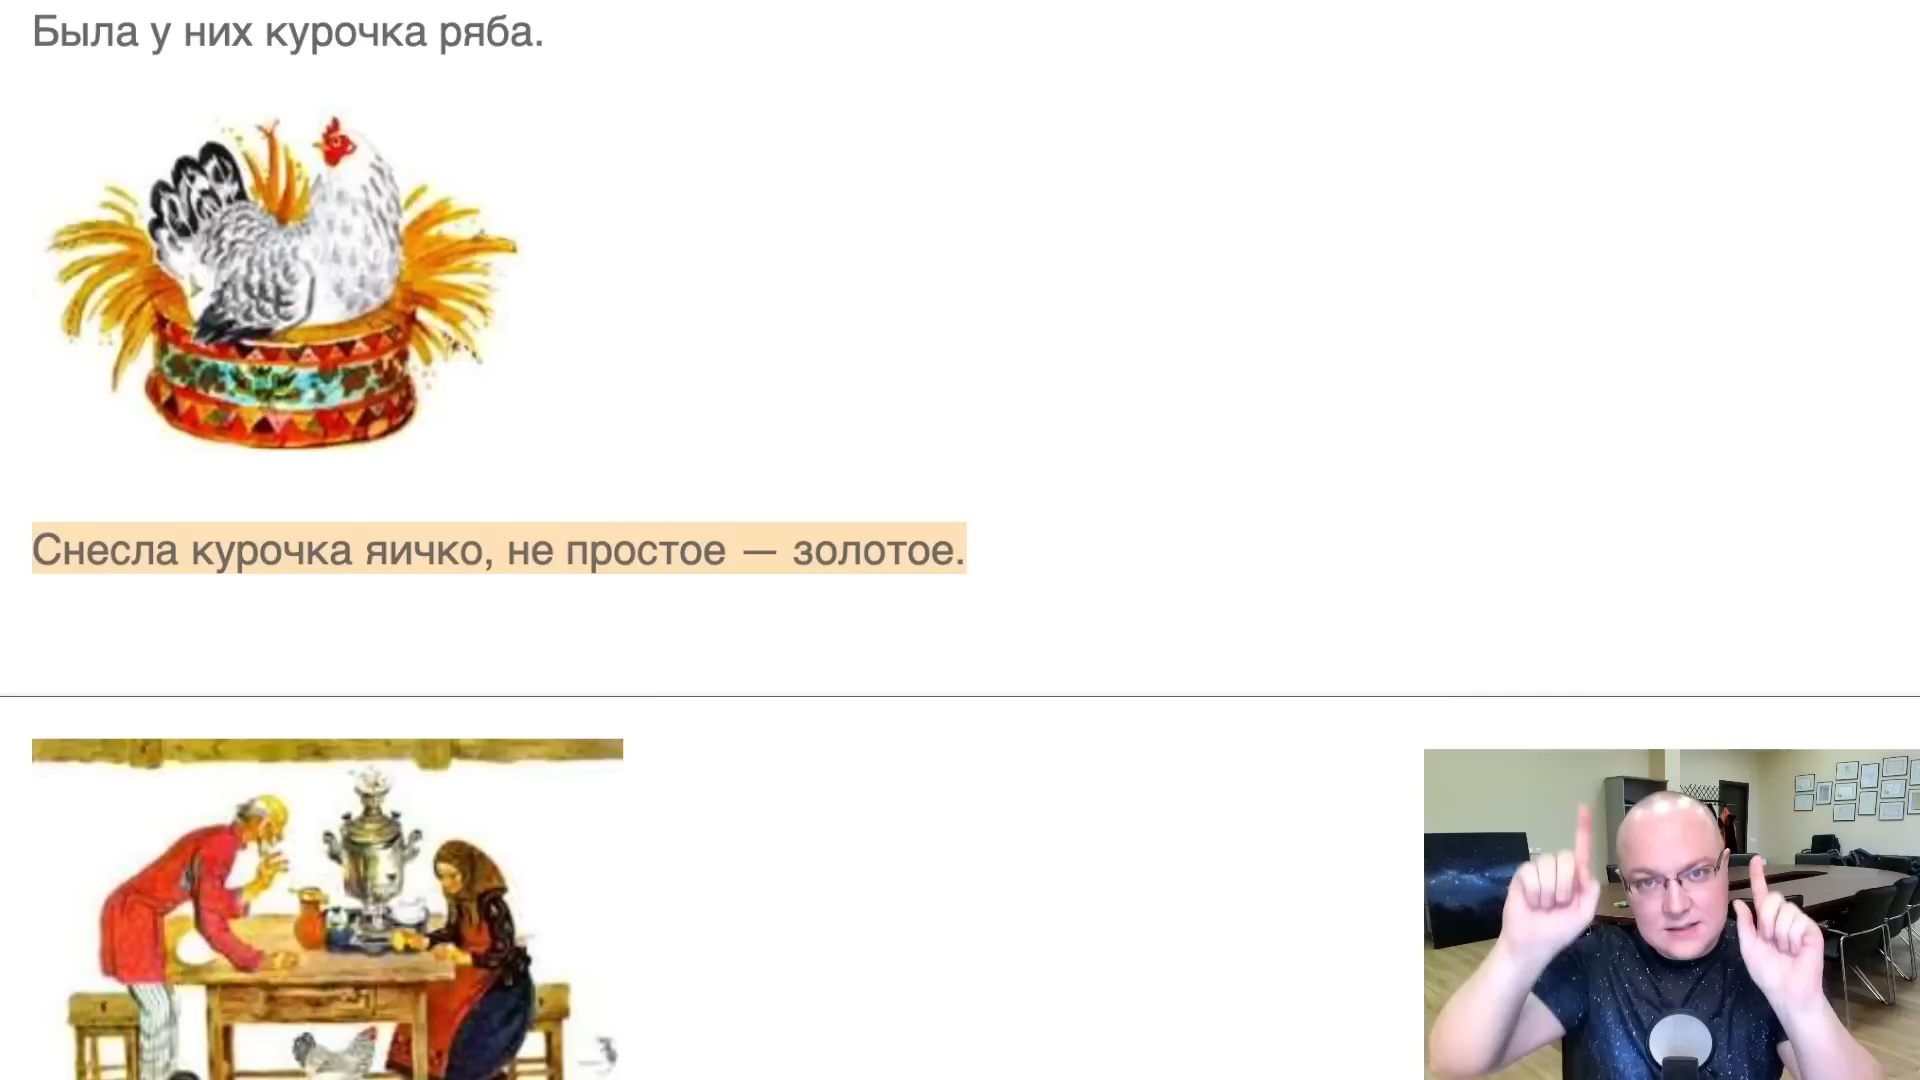 Была у них курочка ряба.
Снесла курочка яичко, не простое — золотое.